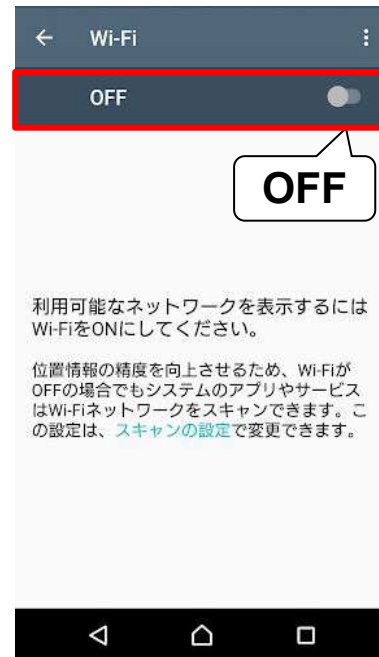 Wi-Fi
OFF
OFF
利用可能なネットワークを表示するには
Wi-FiをONにしてください。
位置情報の精度を向上させるため、Wi-Fiが
OFFの場合でもシステムのアプリやサービス
はWi-Fiネットワークをスキャンできます。こ
の設定は、スキャンの設定で変更できます。